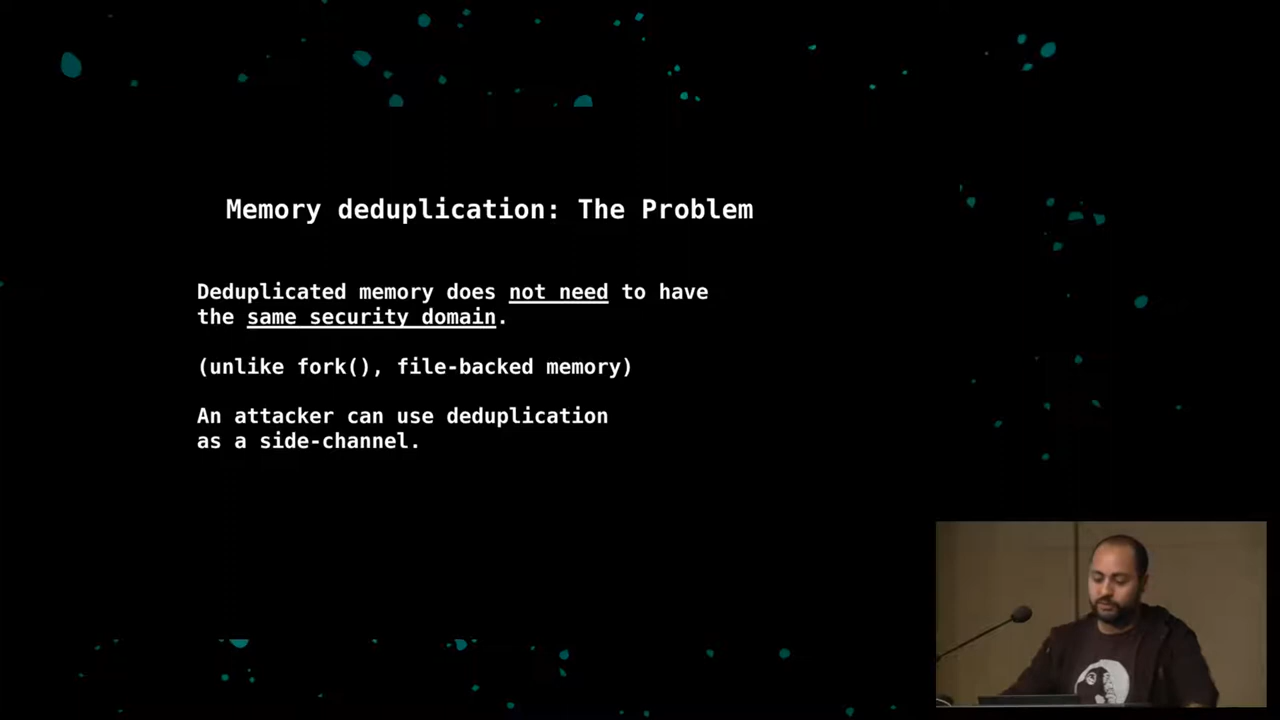 Memory deduplication: The Problem
Deduplicated memory does not need to have
the same security domain.
(unlike fork(), file-backed memory)
An attacker can use deduplication
as a side-channel.